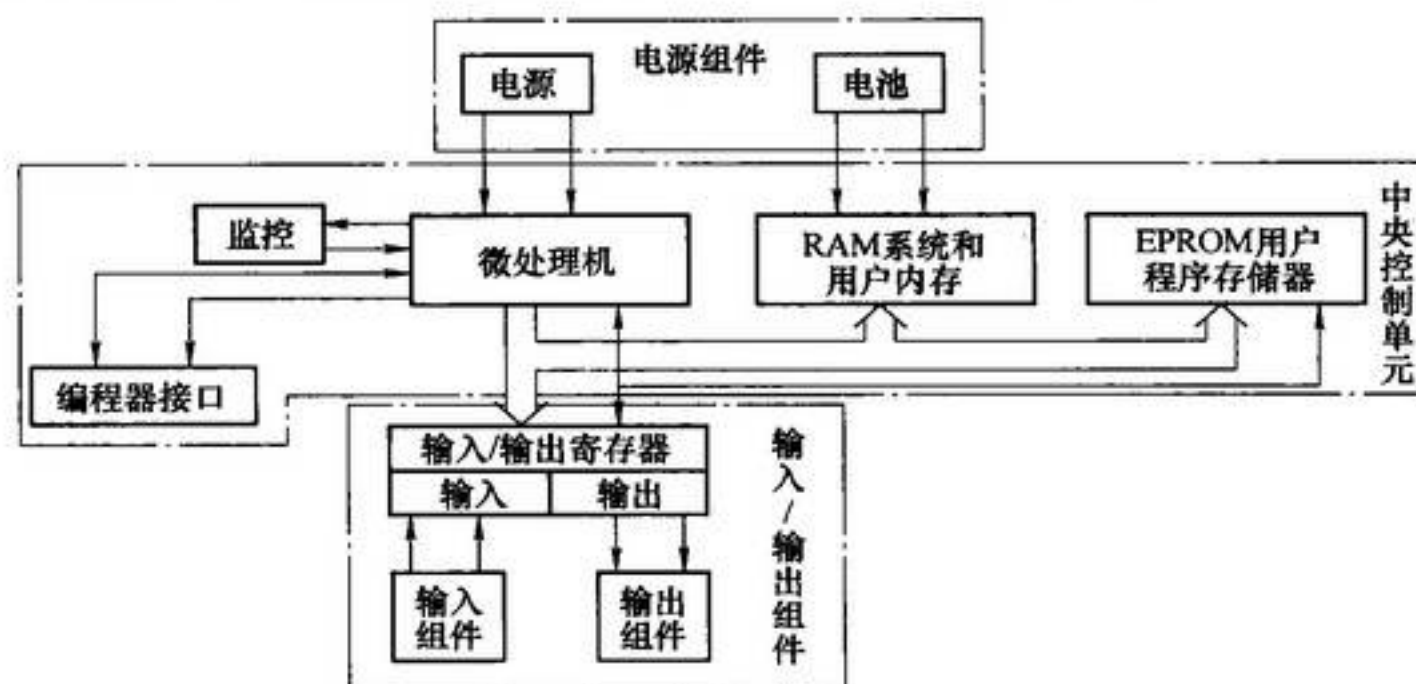 电源组件
电源
电池
中央控制单元
监控
微处理机
RAM系统和
用户内存
EPROM用户
程序存储器
编程器接口
输入/输出寄存器
输入
输出
输入/输出组件
输入
组件
输出
组件